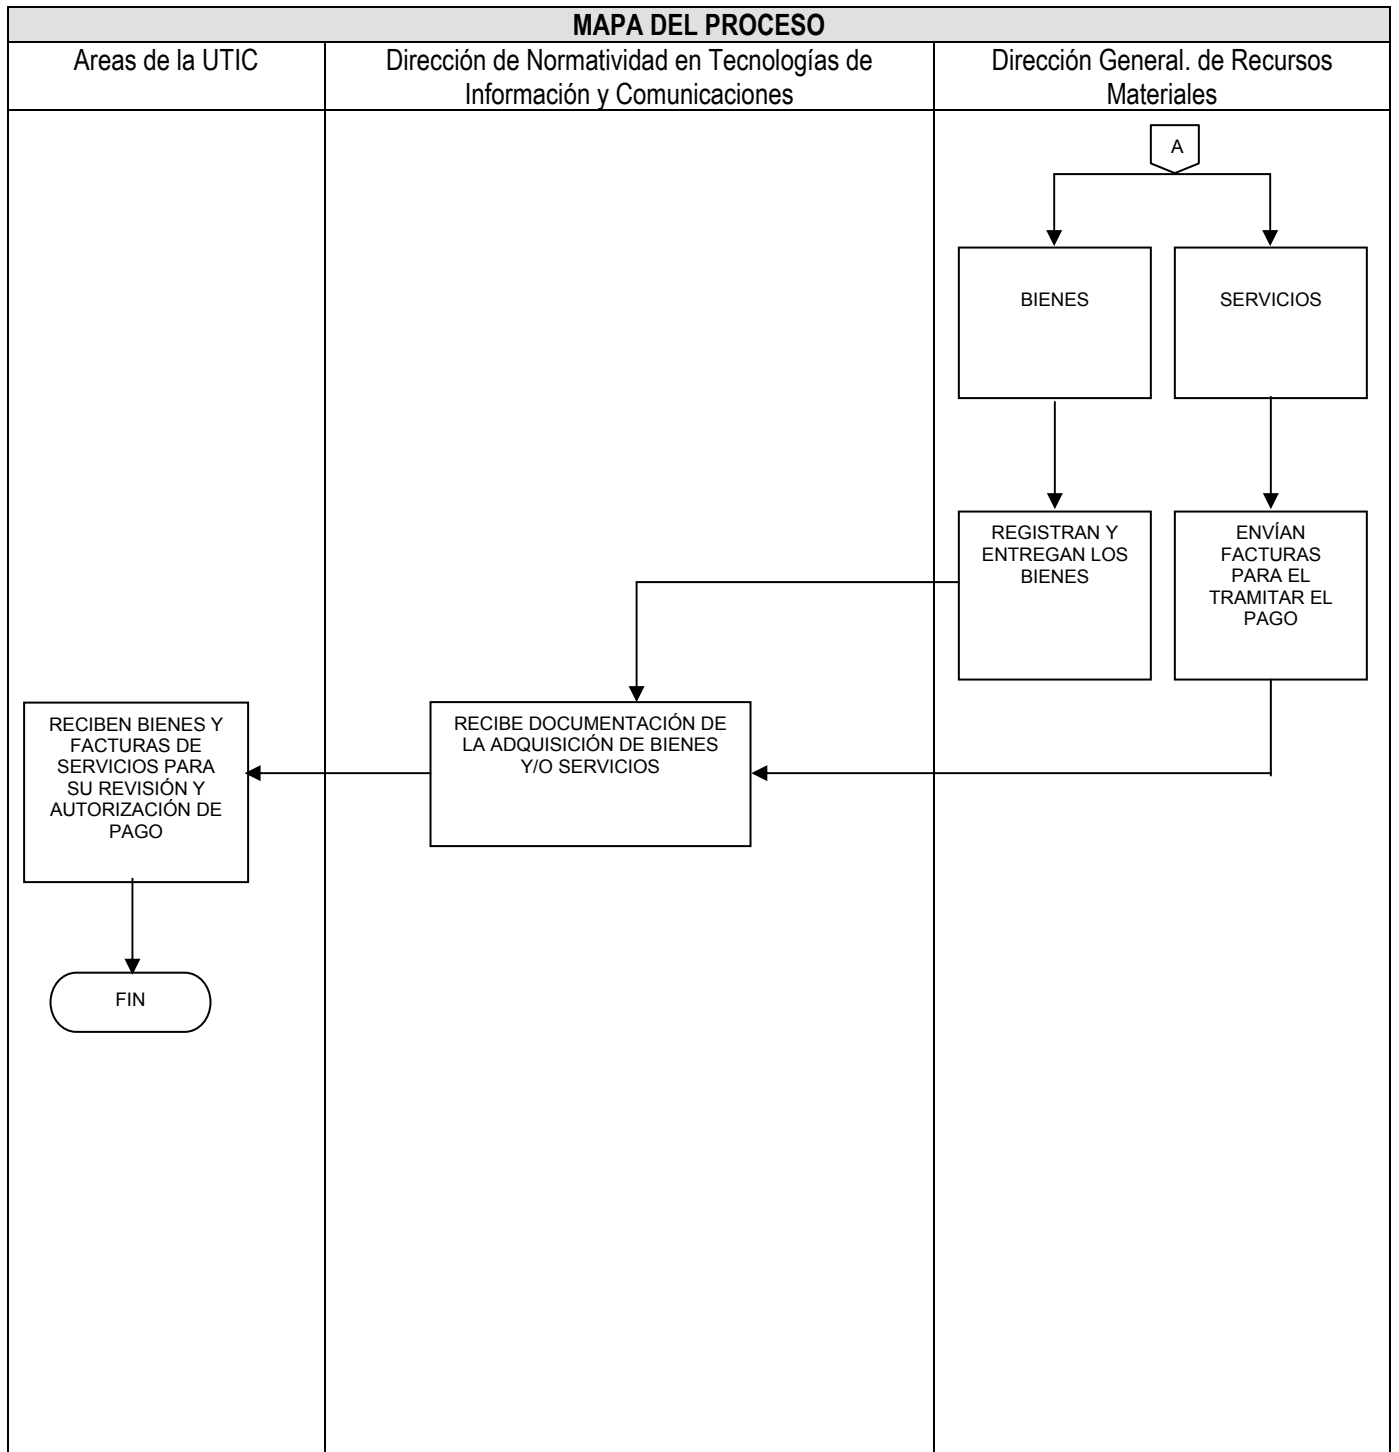 MAPA DEL PROCESO
Areas de la UTIC
Dirección de Normatividad en Tecnologías de
Información y Comunicaciones
Dirección General. de Recursos
Materiales
A
BIENES
SERVICIOS
REGISTRAN Y
ENTREGAN LOS
BIENES
ENVÍAN
FACTURAS
PARA EL
TRAMITAR EL
PAGO
RECIBEN BIENES Y
FACTURAS DE
SERVICIOS PARA
SU REVISIÓN Y
AUTORIZACIÓN DE
PAGO
RECIBE DOCUMENTACIÓN DE
LA ADQUISICIÓN DE BIENES
Y/O SERVICIOS
FIN